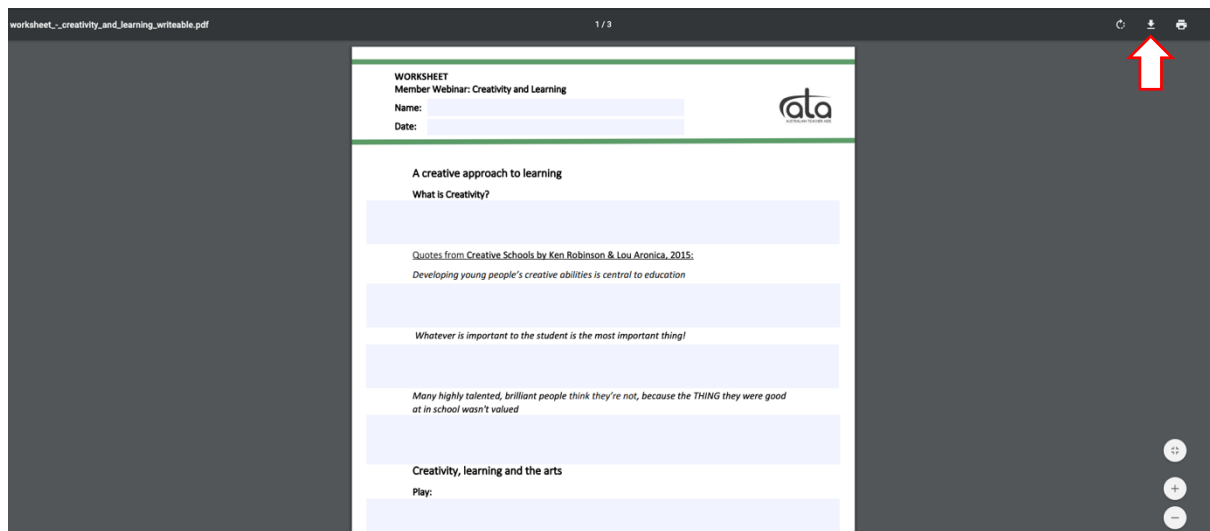 worksheet_-_creativity_and_learning_writeable.pdf
1 / 3
WORKSHEET
Member Webinar: Creativity and Learning
Name:
Date:
ata
AUSTRALIAN TEACHER AIDE
A creative approach to learning
What is Creativity?
Quotes from Creative Schools by Ken Robinson & Lou Aronica, 2015:
Developing young people's creative abilities is central to education
Whatever is important to the student is the most important thing!
Many highly talented, brilliant people think they're not, because the THING they were good
at in school wasn't valued
Creativity, learning and the arts
Play: